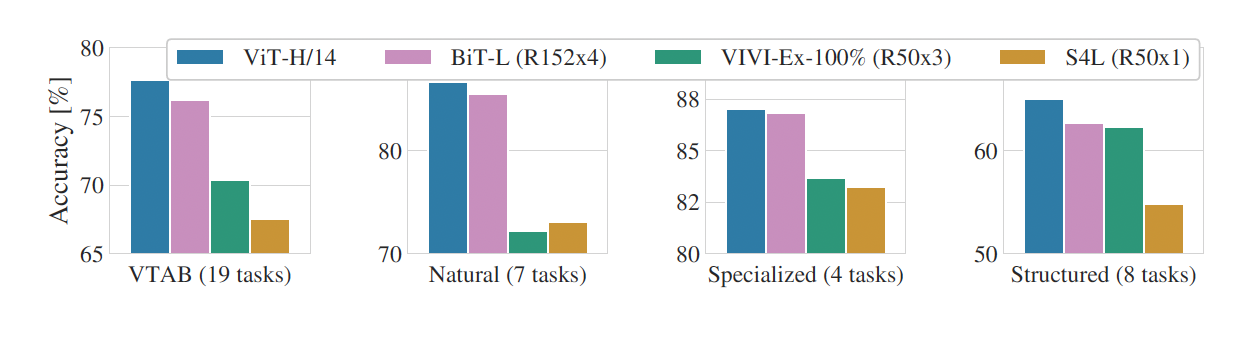 ViT-H/14 BiT-L (R152x4) VIVI-Ex-100% (R50x3) S4L (R50x1)
Accuracy [%]
80
75
70
65
VTAB (19 tasks)
80
70
Natural (7 tasks)
88
85
82
80
Specialized (4 tasks)
60
50
Structured (8 tasks)